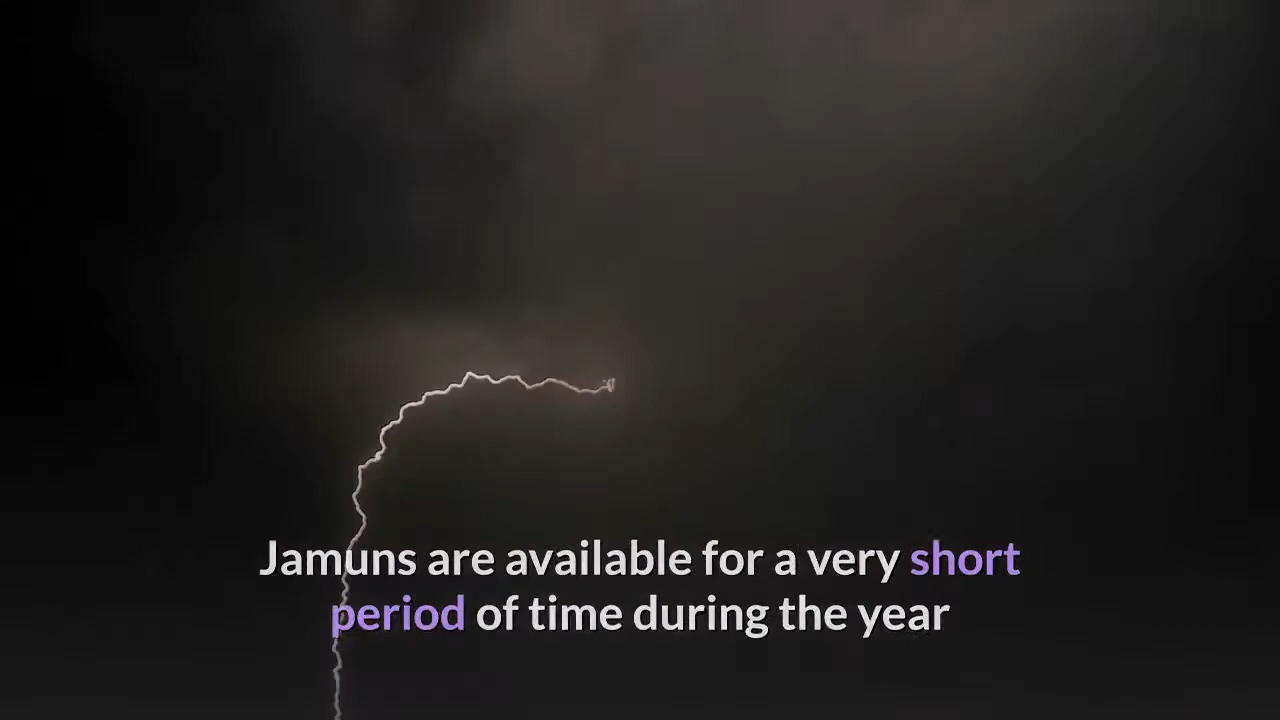 Jamuns are available for a very short
period of time during the year